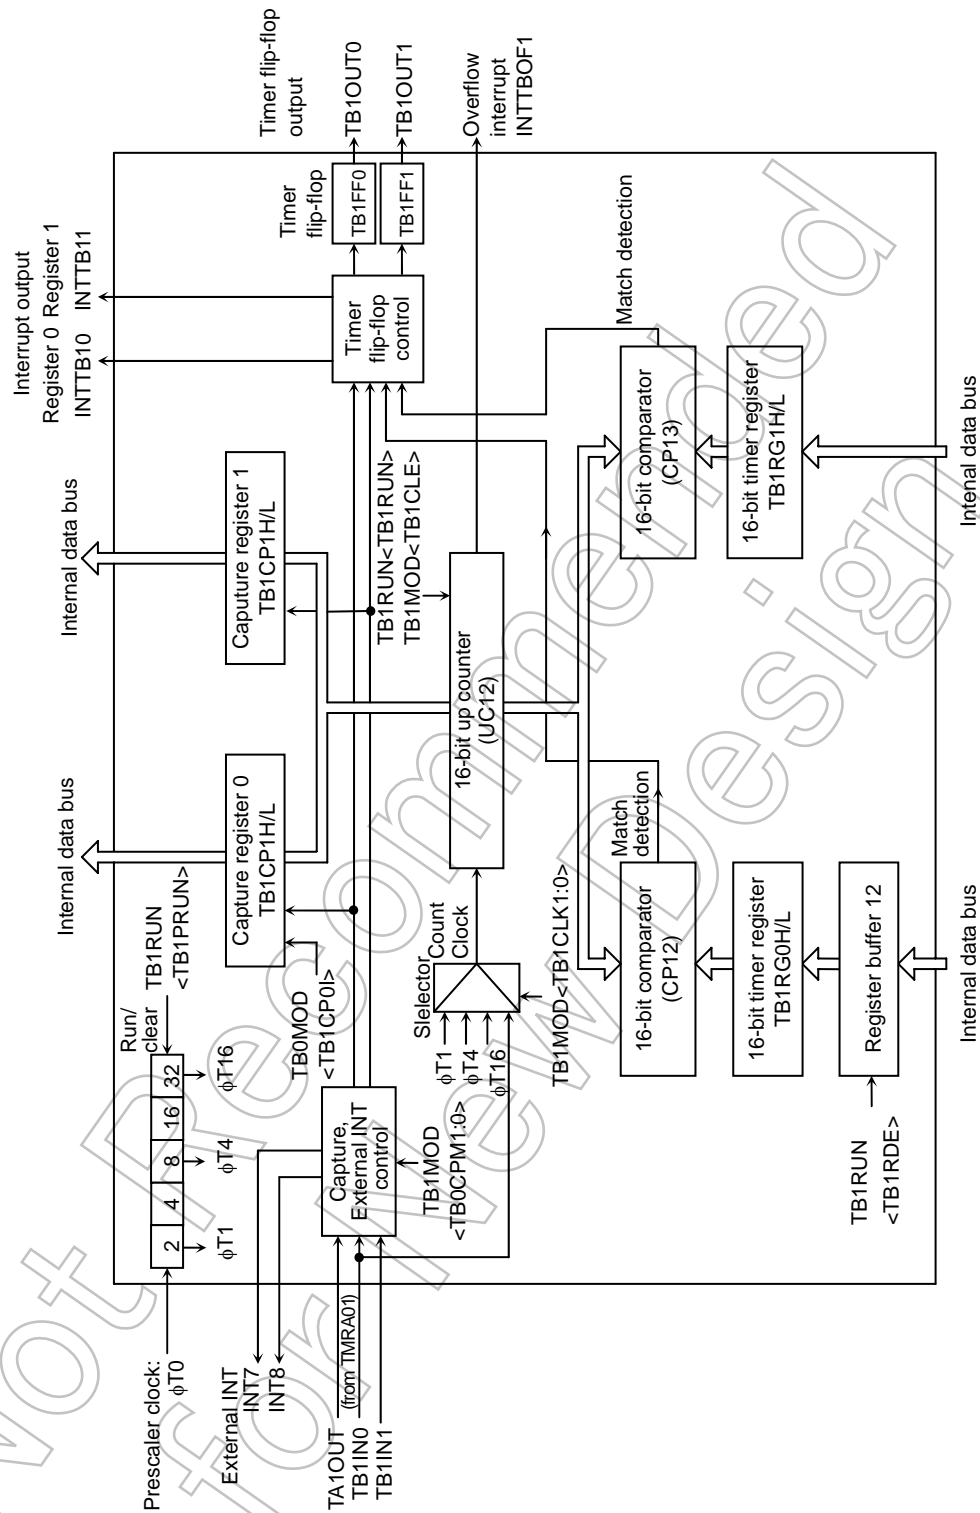 Prescaler clock:
ϕT0
2 4 8 16 32
Run/
clear
TB1RUN
<TB1PRUN>
ϕT1
ϕT4
ϕT16
External INT
INT7
INT8
TA1OUT
(from TMRA01)
TB1IN0
TB1IN1
Capture,
External INT
control
TB1MOD
<TB0CPM1:0>
TB0MOD
<TB1CP0I>
Internal data bus
Capture register 0
TB1CP1H/L
Internal data bus
Caputure register 1
TB1CP1H/L
Interrupt output
Register 0 Register 1
INTTB10 INTTB11
Timer
flip-flop
control
Timer
flip-flop
TB1FF0
TB1FF1
Timer flip-flop
output
TB1OUT0
TB1OUT1
Overflow
interrupt
INTTBOF1
TB1RUN<TB1RUN>
TB1MOD<TB1CLE>
Slelector
ϕT1
ϕT4
ϕT16
Count
Clock
TB1MOD<TB1CLK1:0>
16-bit up counter
(UC12)
Match
detection
Match detection
16-bit comparator
(CP12)
16-bit comparator
(CP13)
16-bit timer register
TB1RG0H/L
16-bit timer register
TB1RG1H/L
Register buffer 12
TB1RUN
<TB1RDE>
Internal data bus
Intenal data bus
Not Recommended
for New Design